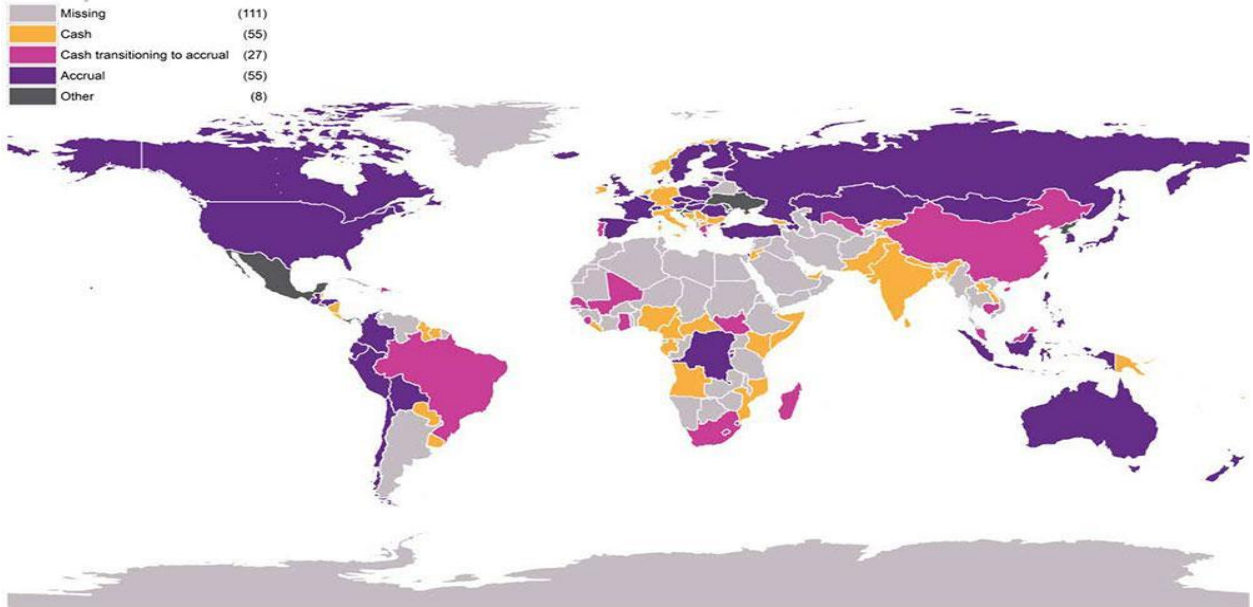 Missing (111)
Cash (55)
Cash transitioning to accrual (27)
Accrual (55)
Other (8)